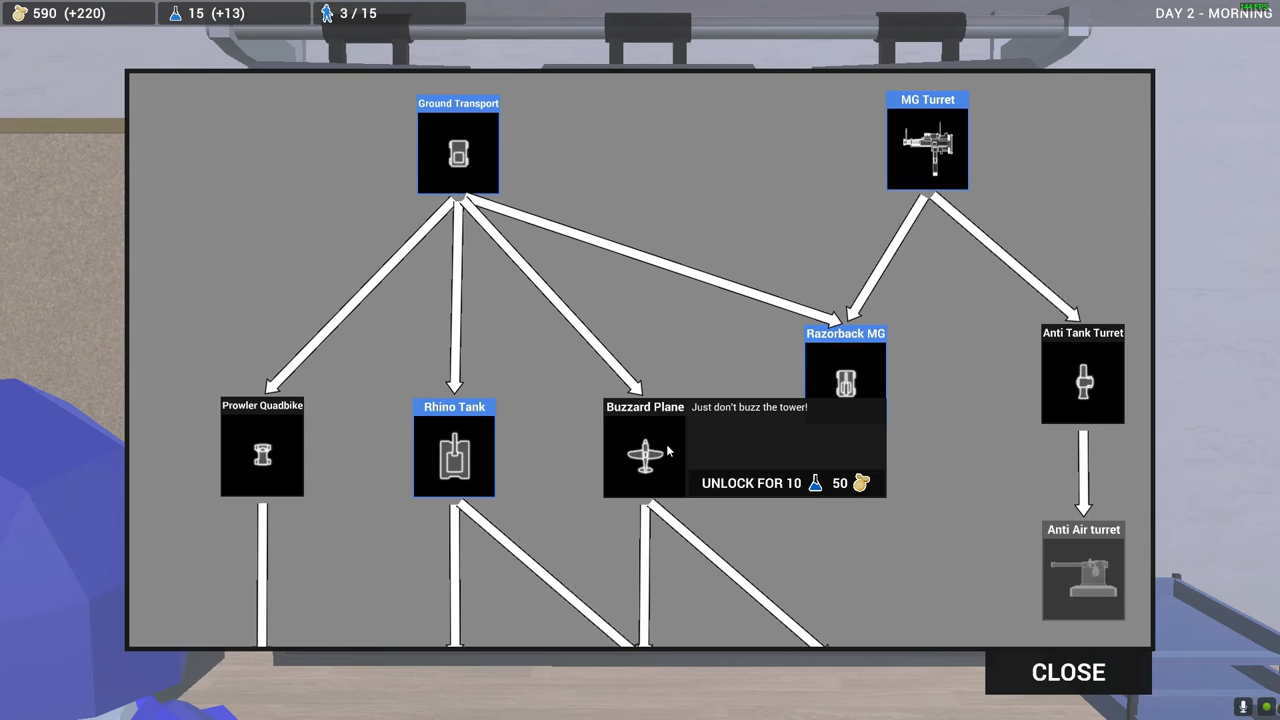 590 (+220)
15 (+13)
3 / 15
DAY 2 - MORNING
Ground Transport
MG Turret
Razorback MG
Anti Tank Turret
Prowler Quadbike
Rhino Tank
Buzzard Plane
Just don't buzz the tower!
UNLOCK FOR 10
50
Anti Air turret
CLOSE